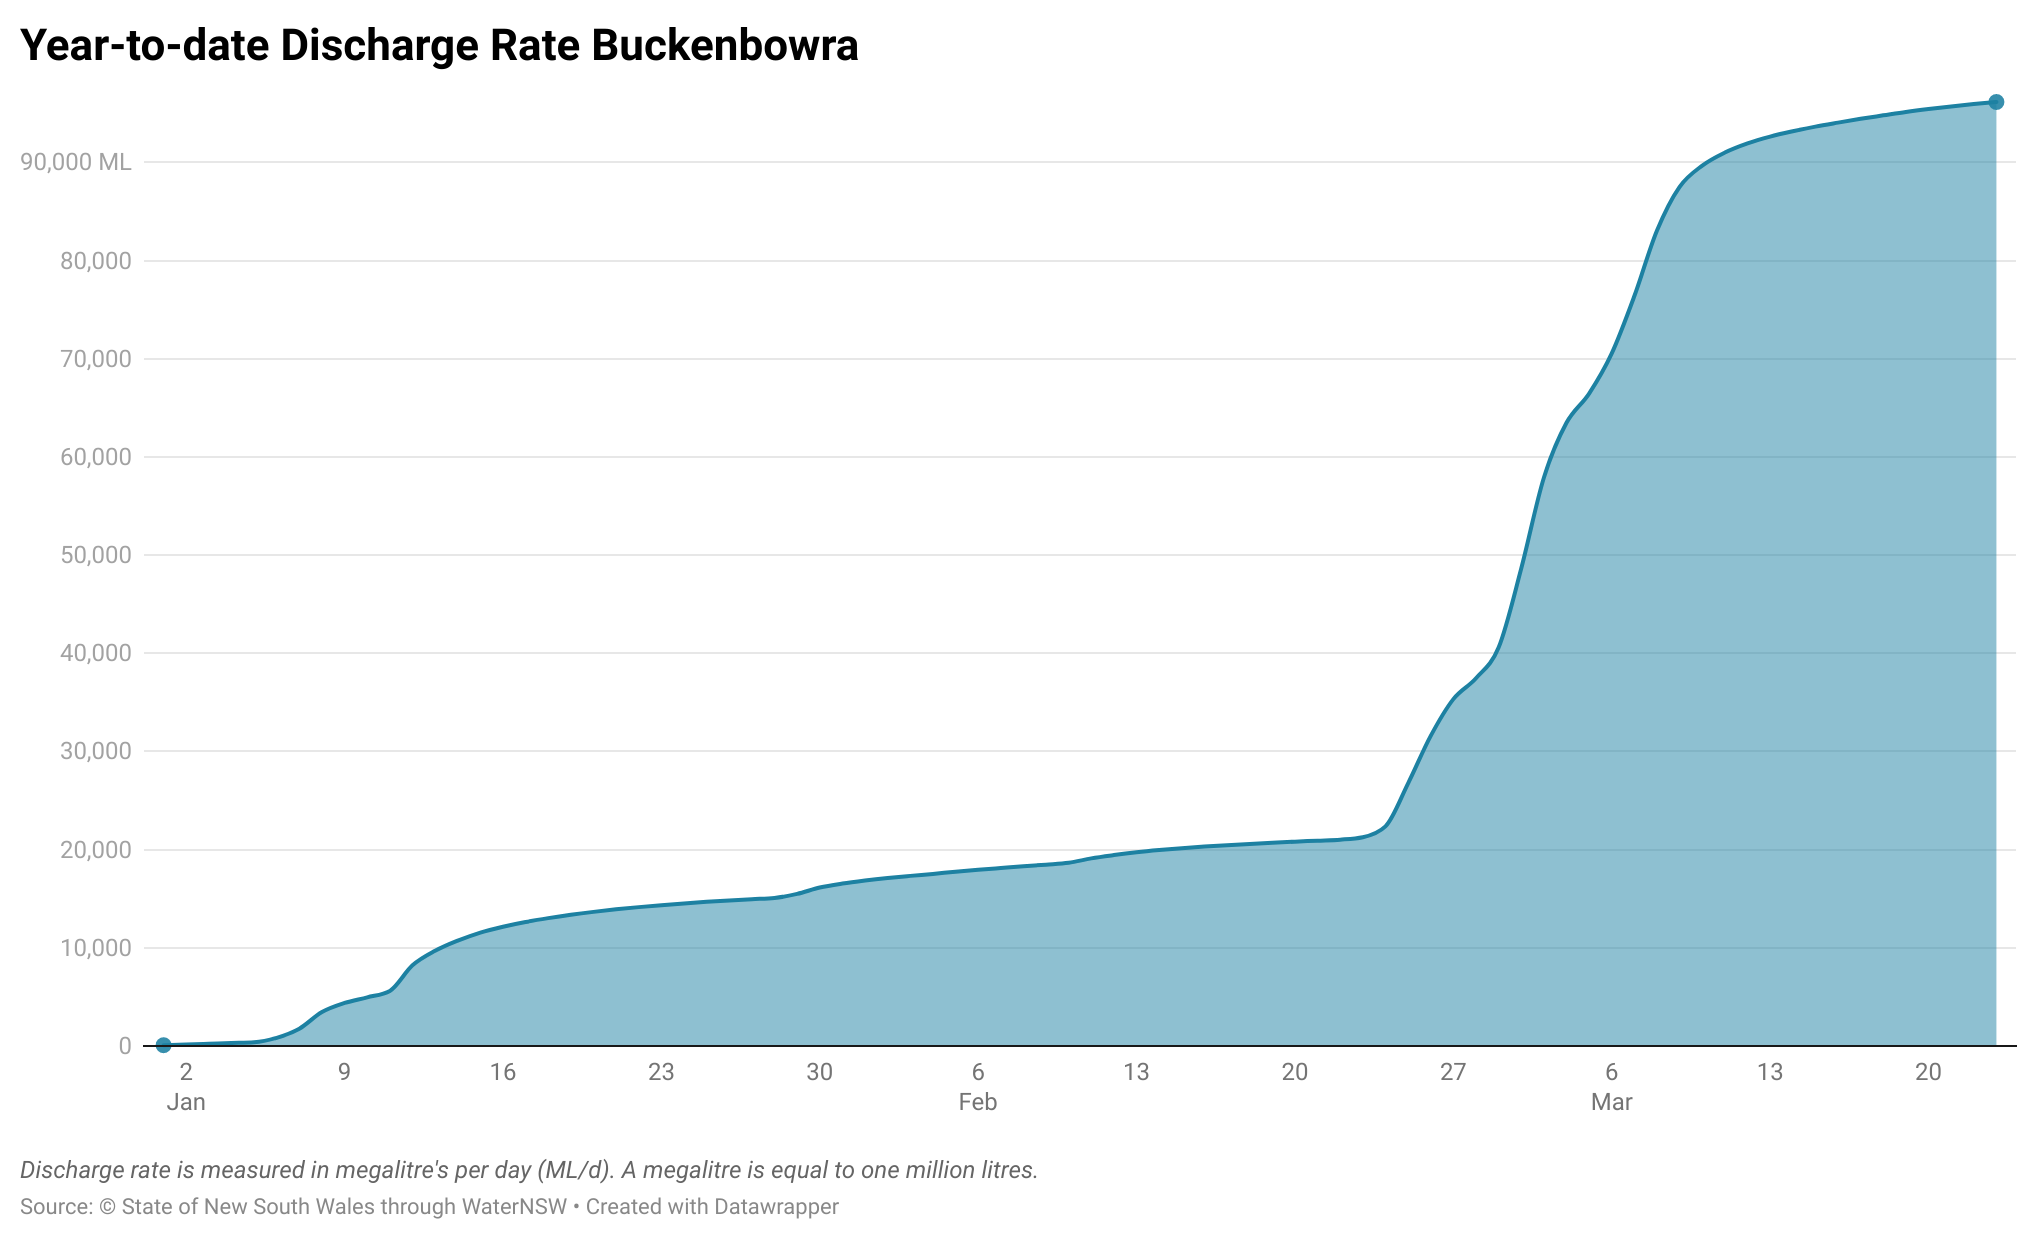 Year-to-date Discharge Rate Buckenbowra
90,000 ML
80,000
70,000
60,000
50,000
40,000
30,000
20,000
10,000
0
2 9 16 23 30 6 13 20 27 6 13 20
Jan Feb Mar
Discharge rate is measured in megalitre's per day (ML/d). A megalitre is equal to one million litres.
Source: © State of New South Wales through WaterNSW • Created with Datawrapper